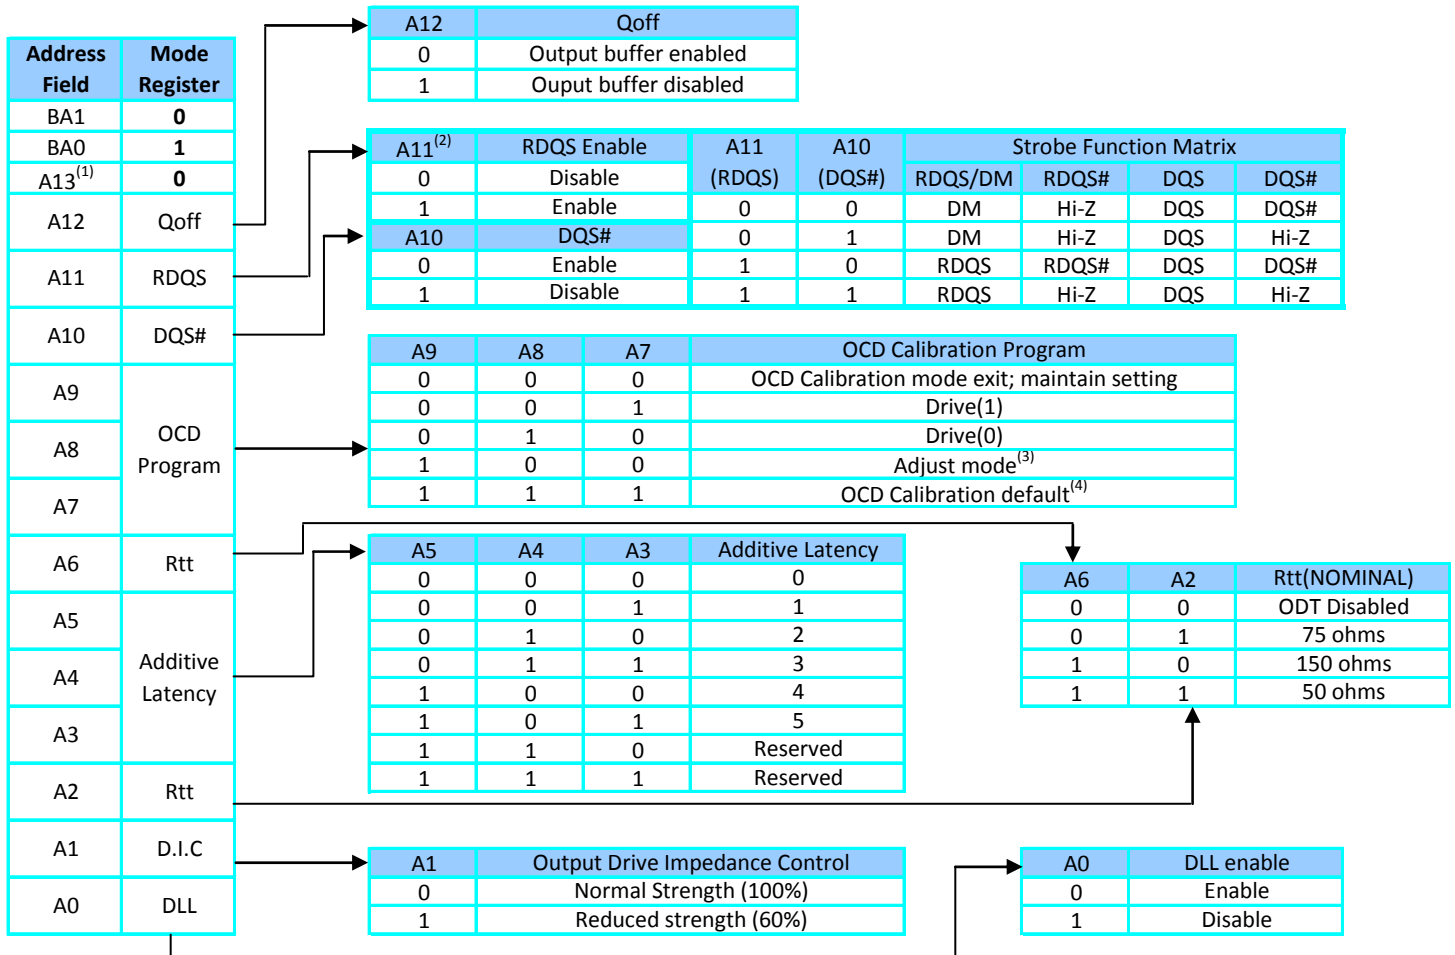 Address Field Mode Register
BA1 0
BA0 1
A13(1) 0
A12 Qoff
A11 RDQS
A10 DQS#
A9
A8 OCD Program
A7
A6 Rtt
A5
A4 Additive Latency
A3
A2 Rtt
A1 D.I.C
A0 DLL
A12 Qoff
0 Output buffer enabled
1 Ouput buffer disabled
A11(2) RDQS Enable
0 Disable
1 Enable
A10 DQS#
0 Enable
1 Disable
A11 A10 Strobe Function Matrix
(RDQS) (DQS#) RDQS/DM RDQS# DQS DQS#
0 0 DM Hi-Z DQS DQS#
0 1 DM Hi-Z DQS Hi-Z
1 0 RDQS RDQS# DQS DQS#
1 1 RDQS Hi-Z DQS Hi-Z
A9 A8 A7 OCD Calibration Program
0 0 0 OCD Calibration mode exit; maintain setting
0 0 1 Drive(1)
0 1 0 Drive(0)
1 0 0 Adjust mode(3)
1 1 1 OCD Calibration default(4)
A5 A4 A3 Additive Latency
0 0 0 0
0 0 1 1
0 1 0 2
0 1 1 3
1 0 0 4
1 0 1 5
1 1 0 Reserved
1 1 1 Reserved
A6 A2 Rtt(NOMINAL)
0 0 ODT Disabled
0 1 75 ohms
1 0 150 ohms
1 1 50 ohms
A1 Output Drive Impedance Control
0 Normal Strength (100%)
1 Reduced strength (60%)
A0 DLL enable
0 Enable
1 Disable